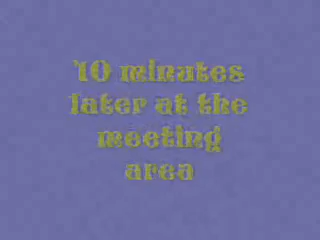 10 minutes
later at the
meeting
area